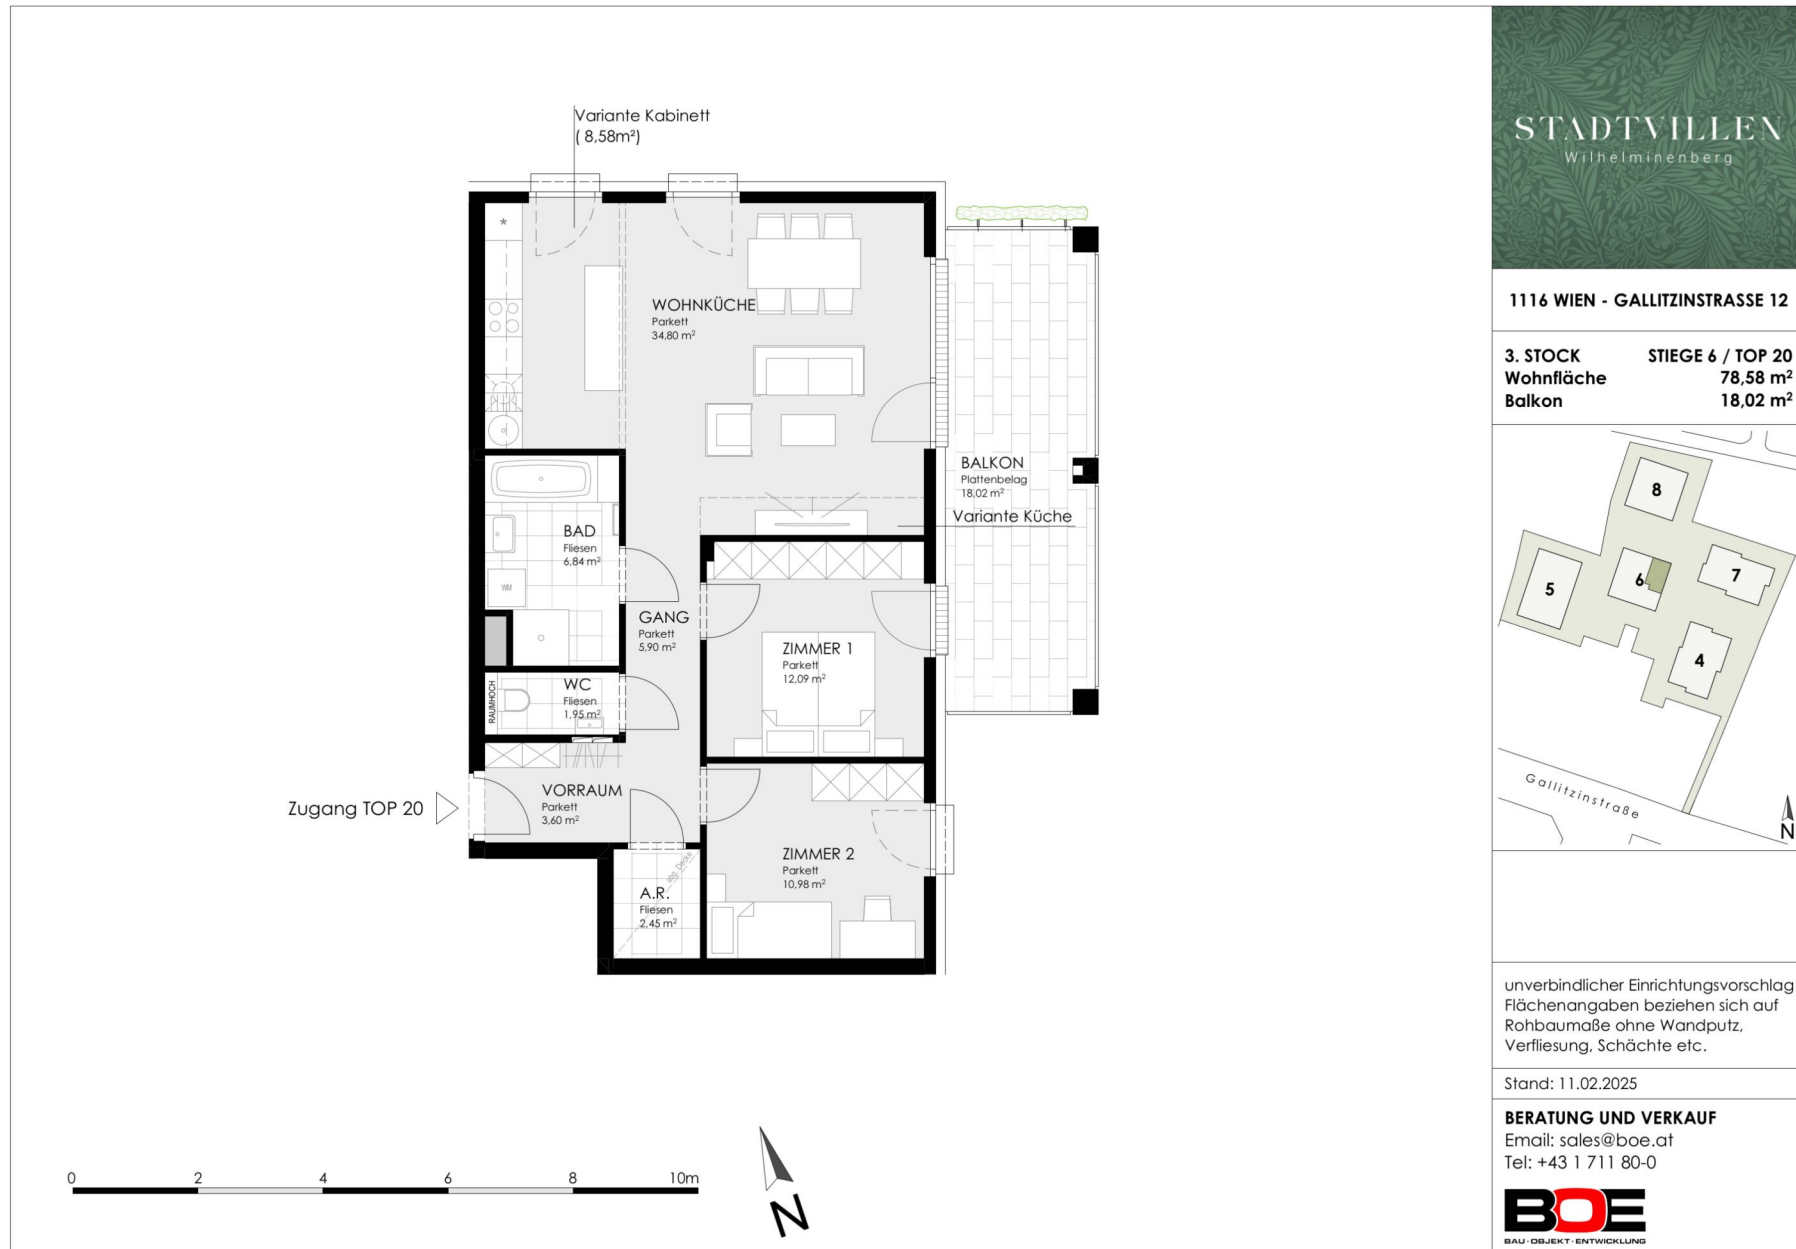 Variante Kabinett
( 8,58m²)
*
WOHNKÜCHE
Parkett
34,80 m²
BALKON
Plattenbelag
18,02 m²
Variante Küche
BAD
Fliesen
6,84 m²
WM
GANG
Parkett
5,90 m²
ZIMMER 1
Parkett
12,09 m²
RAUMHOCH
WC
Fliesen
1,95 m²
VORRAUM
Parkett
3,60 m²
Zugang TOP 20
ZIMMER 2
Parkett
10,98 m²
abg. Decke
A.R.
Fliesen
2,45 m²
0 2 4 6 8 10m
N
STADTVILLEN
Wilhelminenberg
1116 WIEN - GALLITZINSTRASSE 12
3. STOCK STIEGE 6 / TOP 20
Wohnfläche 78,58 m²
Balkon 18,02 m²
8
5
6
7
4
Gallitzinstraße
N
unverbindlicher Einrichtungsvorschlag
Flächenangaben beziehen sich auf
Rohbaumaße ohne Wandputz,
Verfliesung, Schächte etc.
Stand: 11.02.2025
BERATUNG UND VERKAUF
Email: sales@boe.at
Tel: +43 1 711 80-0
BOE
BAU·OBJEKT·ENTWICKLUNG